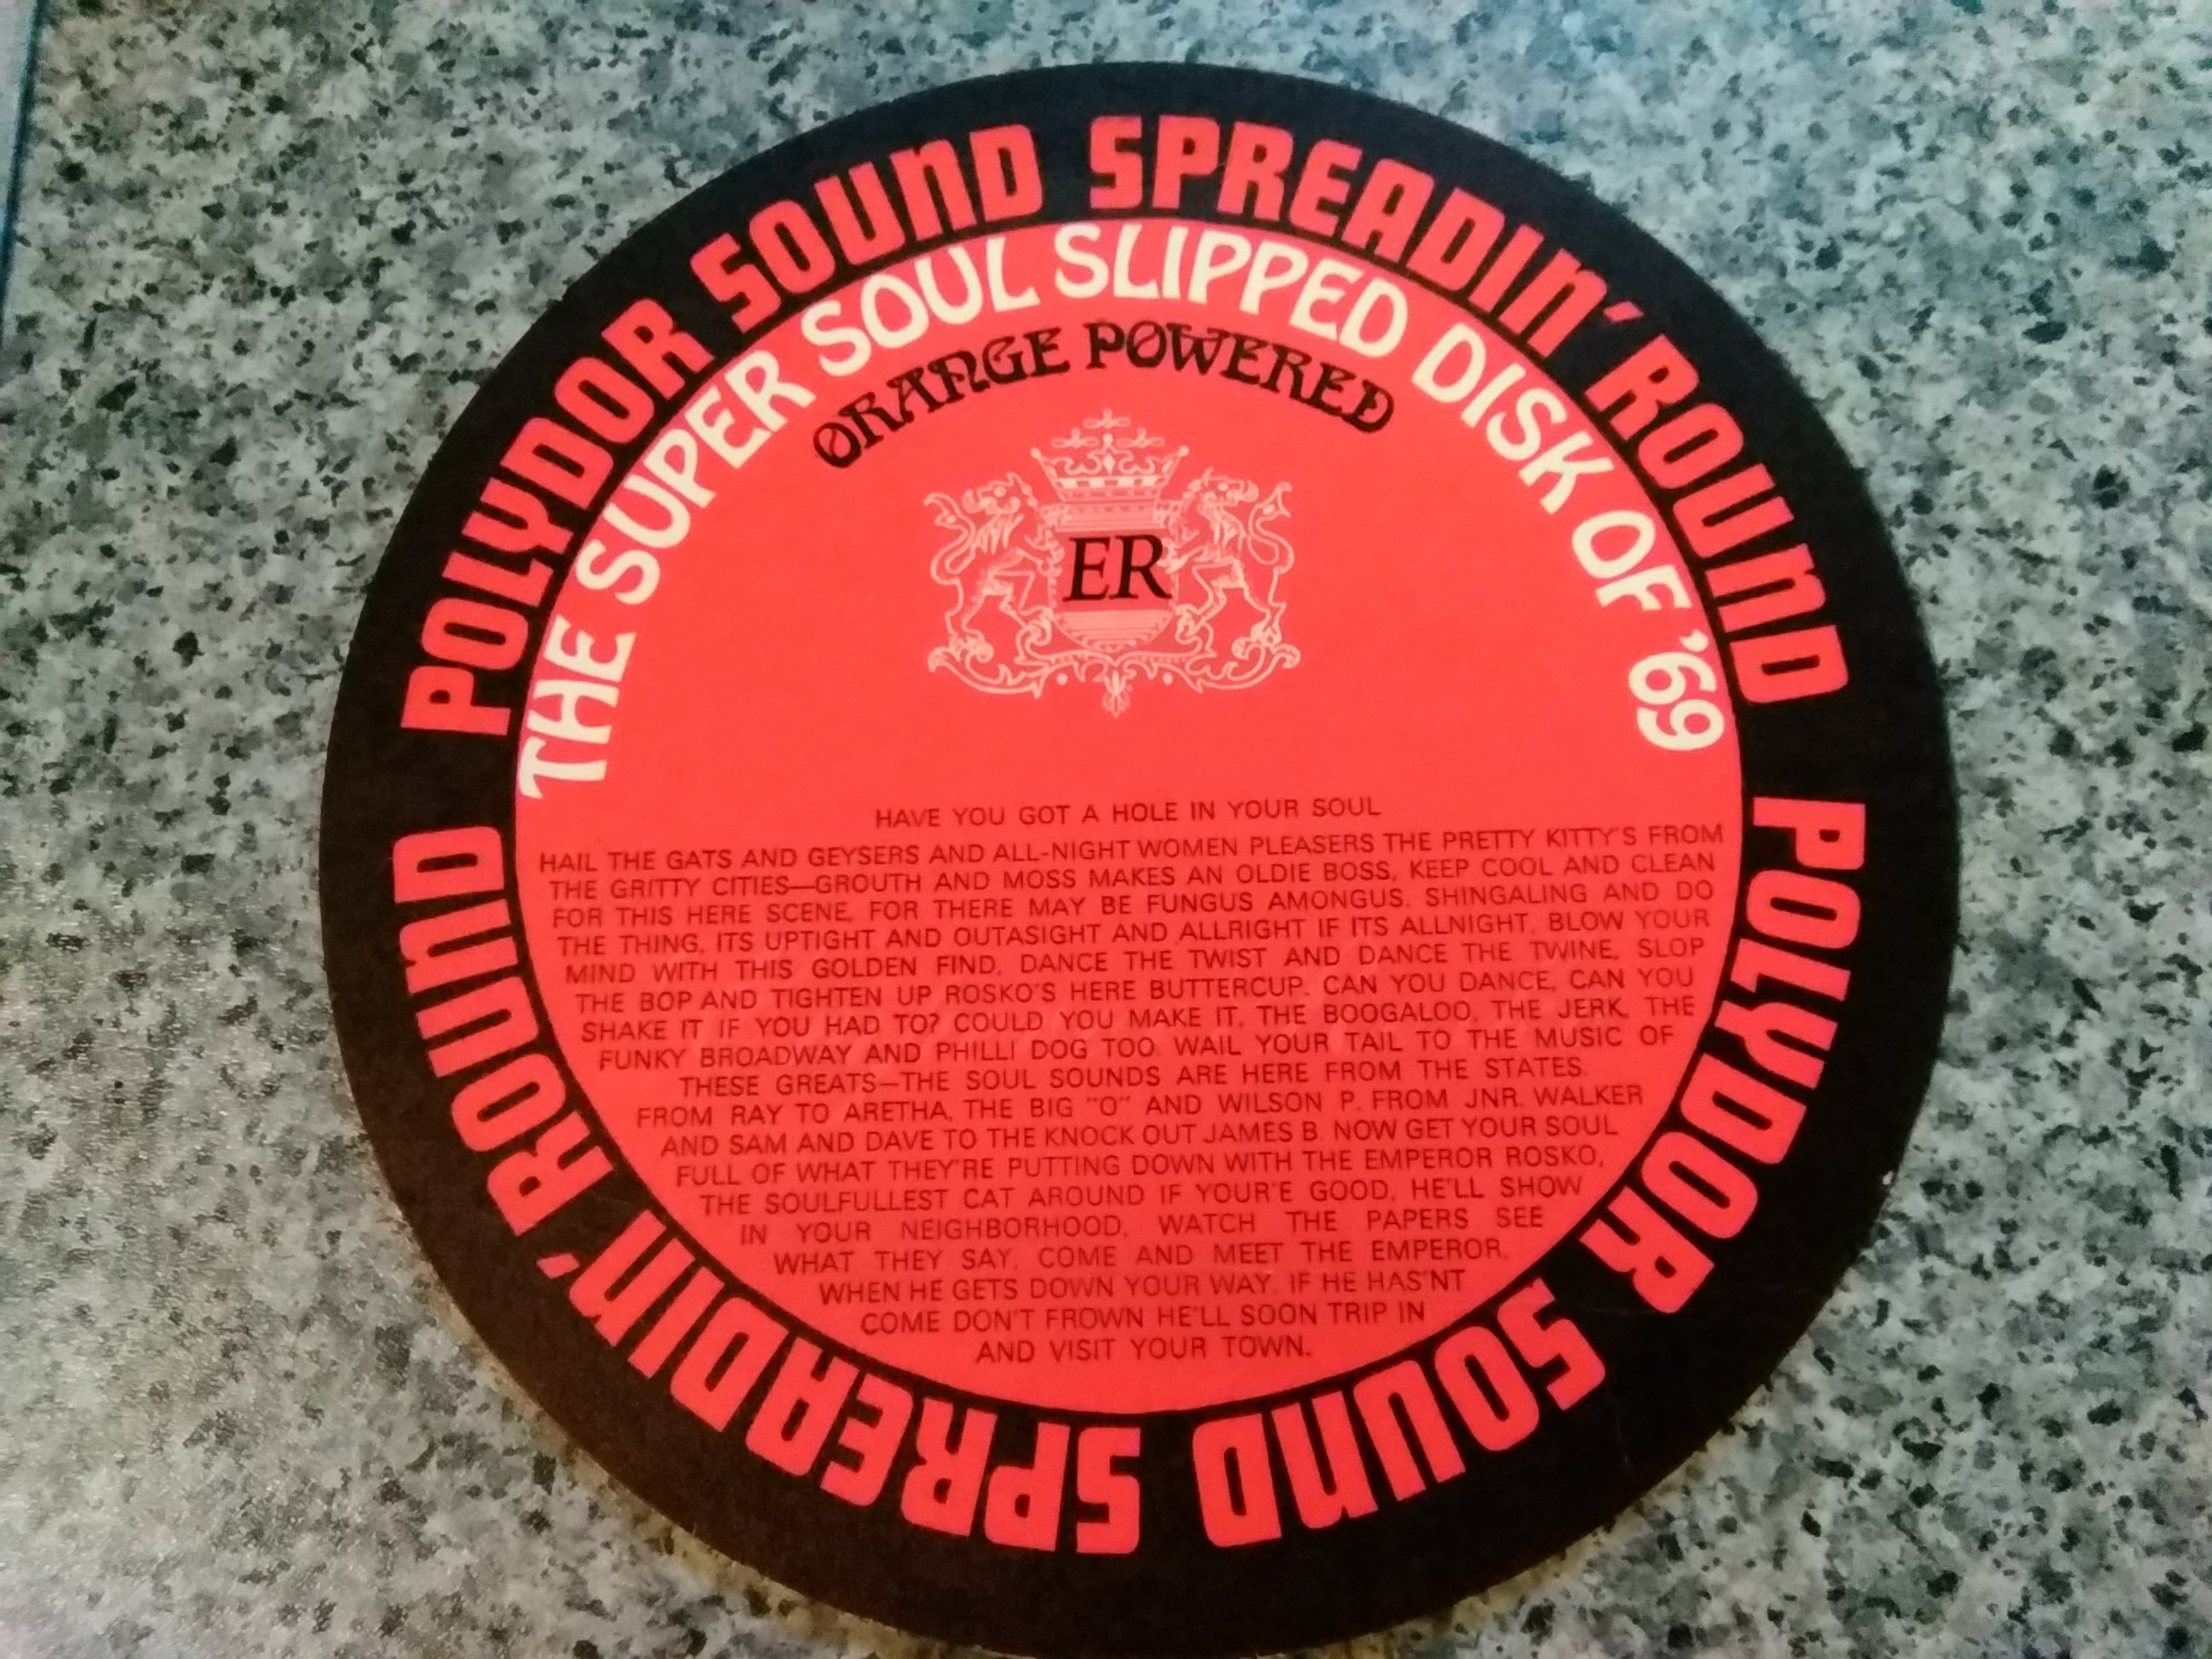 POLYDOR SOUND SPREADIN' ROUND
POLYDOR SOUND SPREADIN' ROUND
THE SUPER SOUL SLIPPED DISK OF '69
ORANGE POWERED
ER
HAVE YOU GOT A HOLE IN YOUR SOUL
HAIL THE GATS AND GEYSERS AND ALL-NIGHT WOMEN PLEASERS THE PRETTY KITTY'S FROM
THE GRITTY CITIES—GROUTH AND MOSS MAKES AN OLDIE BOSS, KEEP COOL AND CLEAN
FOR THIS HERE SCENE, FOR THERE MAY BE FUNGUS AMONGUS. SHINGALING AND DO
THE THING, ITS UPTIGHT AND OUTASIGHT AND ALLRIGHT IF ITS ALLNIGHT, BLOW YOUR
MIND WITH THIS GOLDEN FIND, DANCE THE TWIST AND DANCE THE TWINE, SLOP
THE BOP AND TIGHTEN UP ROSKO'S HERE BUTTERCUP. CAN YOU DANCE, CAN YOU
SHAKE IT IF YOU HAD TO? COULD YOU MAKE IT, THE BOOGALOO, THE JERK, THE
FUNKY BROADWAY AND PHILLI DOG TOO. WAIL YOUR TAIL TO THE MUSIC OF
THESE GREATS—THE SOUL SOUNDS ARE HERE FROM THE STATES.
FROM RAY TO ARETHA, THE BIG "O" AND WILSON P. FROM JNR. WALKER
AND SAM AND DAVE TO THE KNOCK OUT JAMES B. NOW GET YOUR SOUL
FULL OF WHAT THEY'RE PUTTING DOWN WITH THE EMPEROR ROSKO,
THE SOULFULLEST CAT AROUND IF YOUR'E GOOD, HE'LL SHOW
IN YOUR NEIGHBORHOOD, WATCH THE PAPERS SEE
WHAT THEY SAY, COME AND MEET THE EMPEROR,
WHEN HE GETS DOWN YOUR WAY, IF HE HAS'NT
COME DON'T FROWN HE'LL SOON TRIP IN
AND VISIT YOUR TOWN.